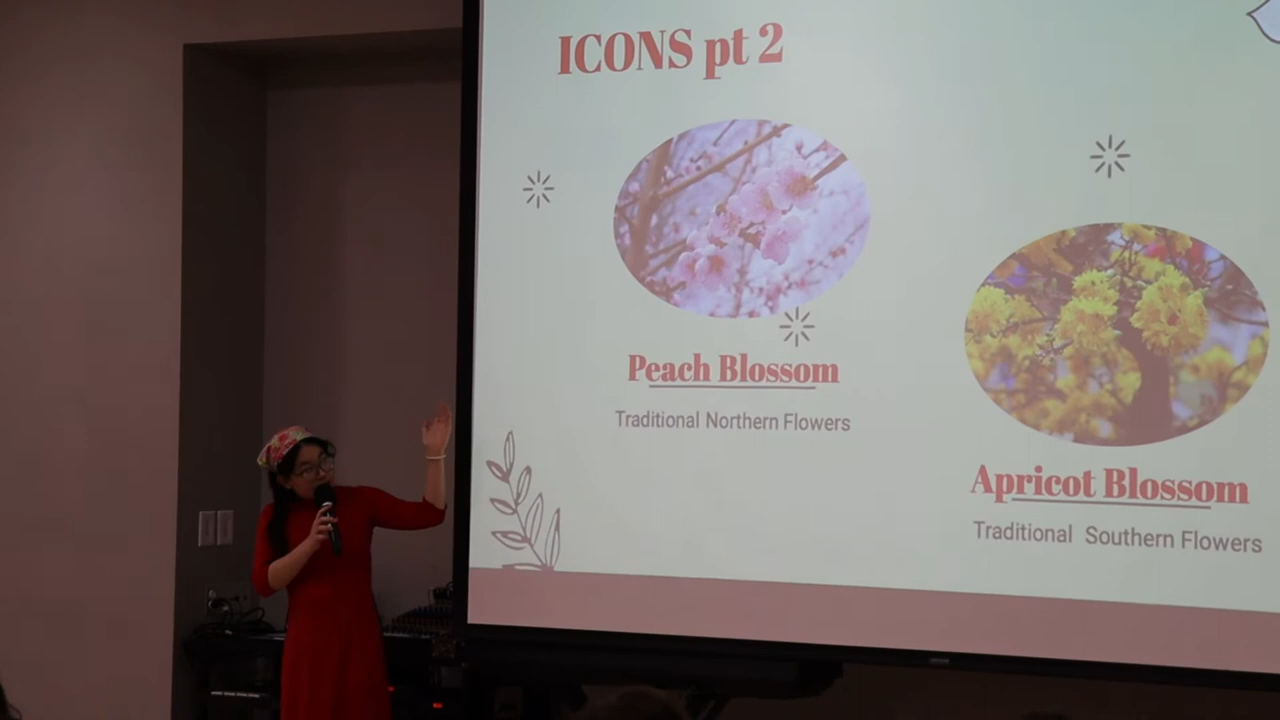 ICONS pt 2
Peach Blossom
Traditional Northern Flowers
Apricot Blossom
Traditional Southern Flowers